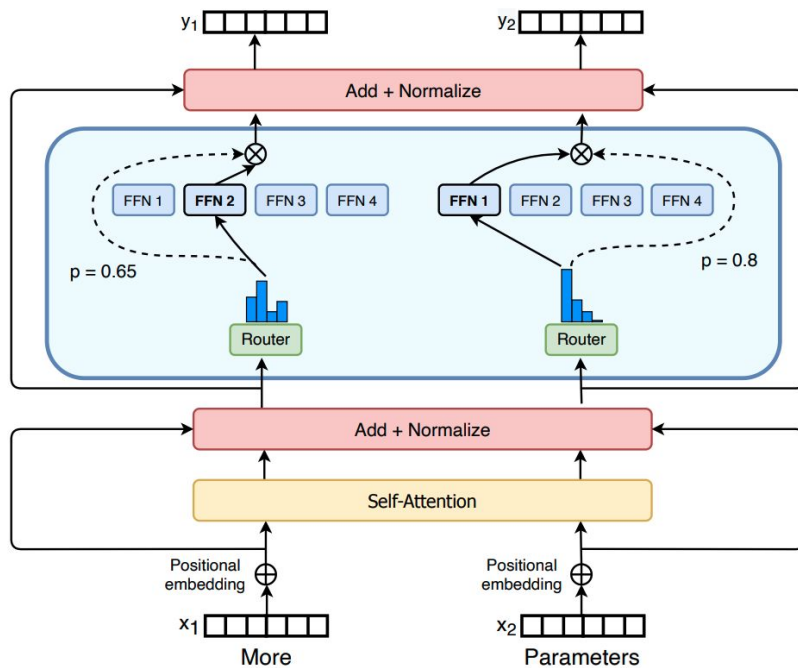 y1 y2
Add + Normalize
FFN 1 FFN 2 FFN 3 FFN 4 FFN 1 FFN 2 FFN 3 FFN 4
p = 0.65 p = 0.8
Router Router
Add + Normalize
Self-Attention
Positional embedding Positional embedding
x1 x2
More Parameters